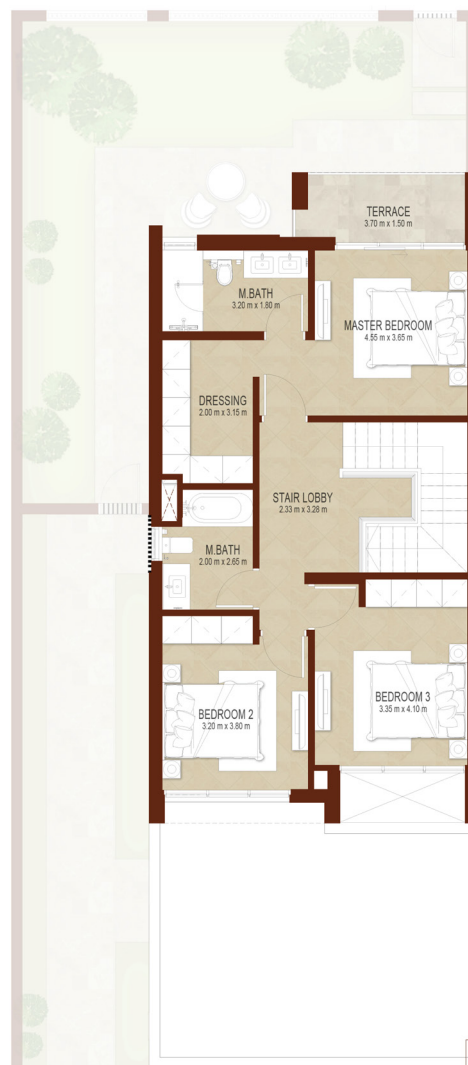 TERRACE
3.70 m x 1.50 m
M.BATH
3.20 m x 1.80 m
MASTER BEDROOM
4.55 m x 3.65 m
DRESSING
2.00 m x 3.15 m
STAIR LOBBY
2.33 m x 3.28 m
M.BATH
2.00 m x 2.65 m
BEDROOM 2
3.20 m x 3.80 m
BEDROOM 3
3.35 m x 4.10 m